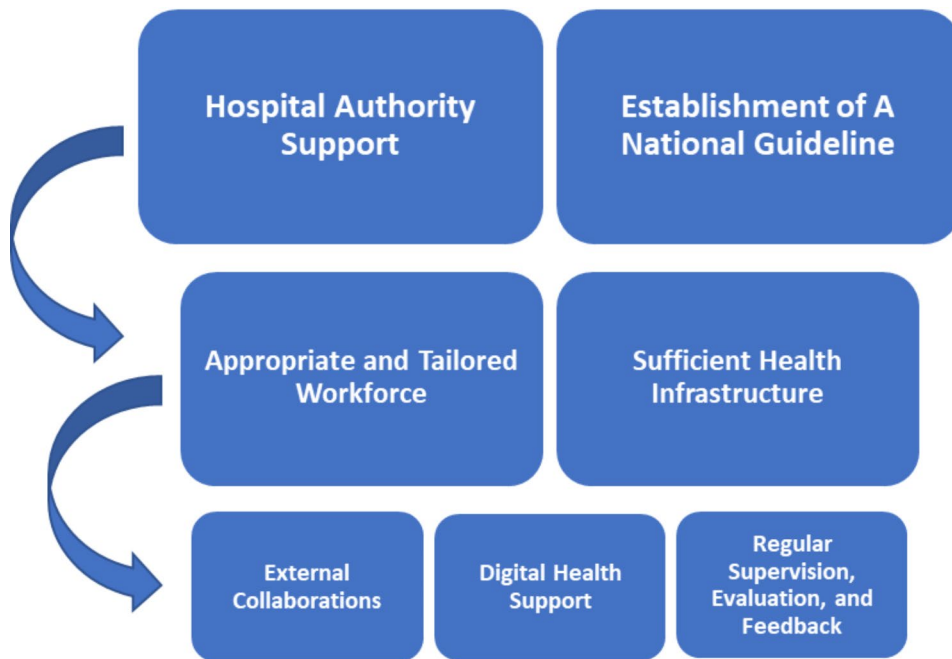 Hospital Authority
Support
Establishment of A
National Guideline
Appropriate and Tailored
Workforce
Sufficient Health
Infrastructure
External
Collaborations
Digital Health
Support
Regular
Supervision,
Evaluation, and
Feedback